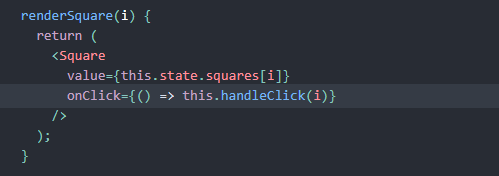 renderSquare(i) {
return (
<Square
value={this.state.squares[i]}
onClick={() => this.handleClick(i)}
/>
);
}